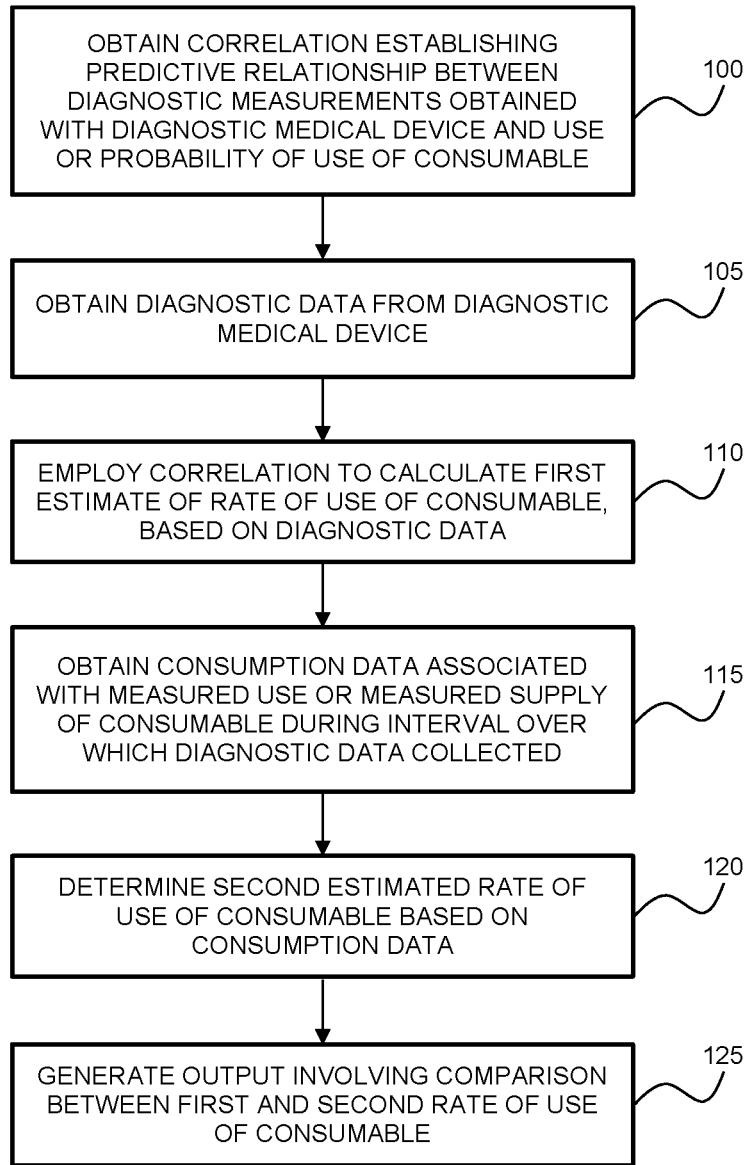 OBTAIN CORRELATION ESTABLISHING
PREDICTIVE RELATIONSHIP BETWEEN
DIAGNOSTIC MEASUREMENTS OBTAINED
WITH DIAGNOSTIC MEDICAL DEVICE AND USE
OR PROBABILITY OF USE OF CONSUMABLE
100
OBTAIN DIAGNOSTIC DATA FROM DIAGNOSTIC
MEDICAL DEVICE
105
EMPLOY CORRELATION TO CALCULATE FIRST
ESTIMATE OF RATE OF USE OF CONSUMABLE,
BASED ON DIAGNOSTIC DATA
110
OBTAIN CONSUMPTION DATA ASSOCIATED
WITH MEASURED USE OR MEASURED SUPPLY
OF CONSUMABLE DURING INTERVAL OVER
WHICH DIAGNOSTIC DATA COLLECTED
115
DETERMINE SECOND ESTIMATED RATE OF
USE OF CONSUMABLE BASED ON
CONSUMPTION DATA
120
GENERATE OUTPUT INVOLVING COMPARISON
BETWEEN FIRST AND SECOND RATE OF USE
OF CONSUMABLE
125